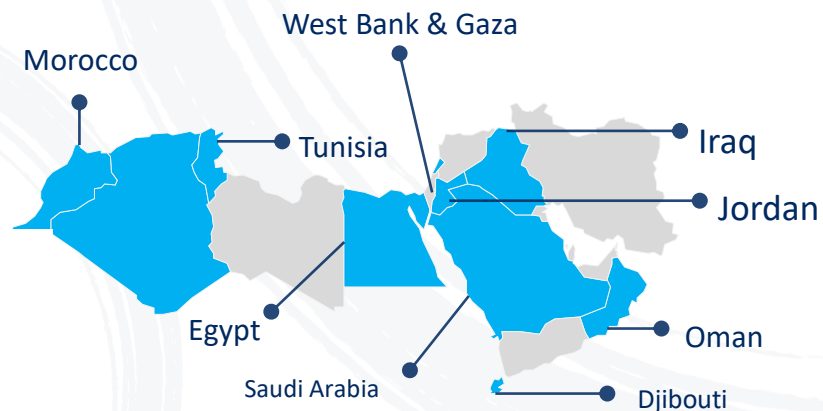 West Bank & Gaza
Morocco
Tunisia
Iraq
Jordan
Egypt
Oman
Saudi Arabia
Djibouti